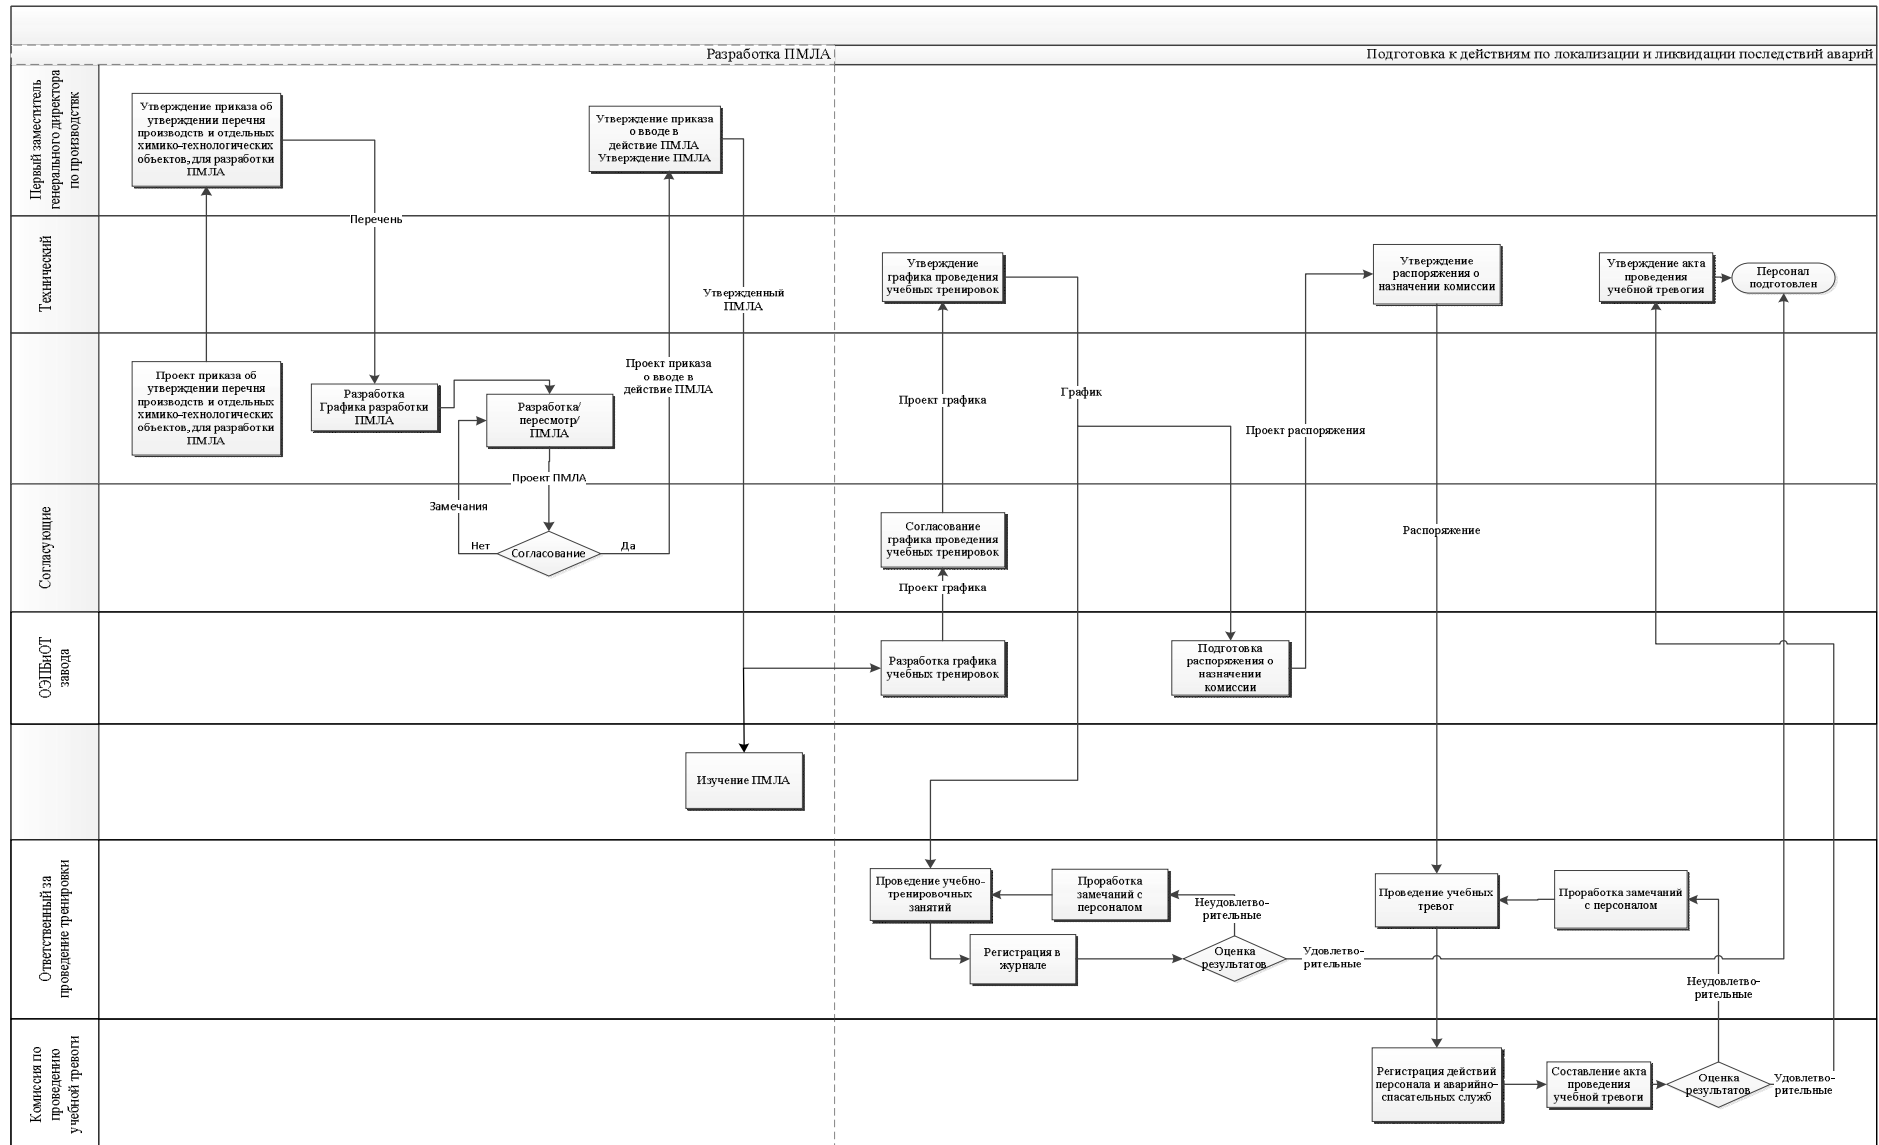 Разработка ПМЛА
Подготовка к действиям по локализации и ликвидации последствий аварий
Первый заместитель
генерального директора
по производствк
Утверждение приказа об
утверждении перечня
производств и отдельных
химико-технологических
объектов, для разработки
ПМЛА
Утверждение приказа
о вводе в
действие ПМЛА
Утверждение ПМЛА
Перечень
Технический
Утвержденный
ПМЛА
Утверждение
графика проведения
учебных тренировок
Утверждение
распоряжения о
назначении комиссии
Утверждение акта
проведения
учебной тревогия
Персонал
подготовлен
Проект приказа об
утверждении перечня
производств и отдельных
химико-технологических
объектов, для разработки
ПМЛА
Разработка
Графика разработки
ПМЛА
Разработка/
пересмотр/
ПМЛА
Проект приказа
о вводе в
действие ПМЛА
Проект графика
График
Проект распоряжения
Проект ПМЛА
Согласующие
Замечания
Нет
Согласование
Да
Согласование
графика проведения
учебных тренировок
Проект графика
Распоряжение
ОЭПБиОТ
завода
Разработка графика
учебных тренировок
Подготовка
распоряжения о
назначении
комиссии
Изучение ПМЛА
Ответственный за
проведение тренировки
Проведение учебно-
тренировочных
занятий
Проработка
замечаний с
персоналом
Неудовлетво-
рительные
Регистрация в
журнале
Оценка
результатов
Удовлетво-
рительные
Проведение учебных
тревог
Проработка замечаний
с персоналом
Неудовлетво-
рительные
Комиссия по
проведению
учебной тревоги
Регистрация действий
персонала и аварийно-
спасательных служб
Составление акта
проведения
учебной тревоги
Оценка
результатов
Удовлетво-
рительные